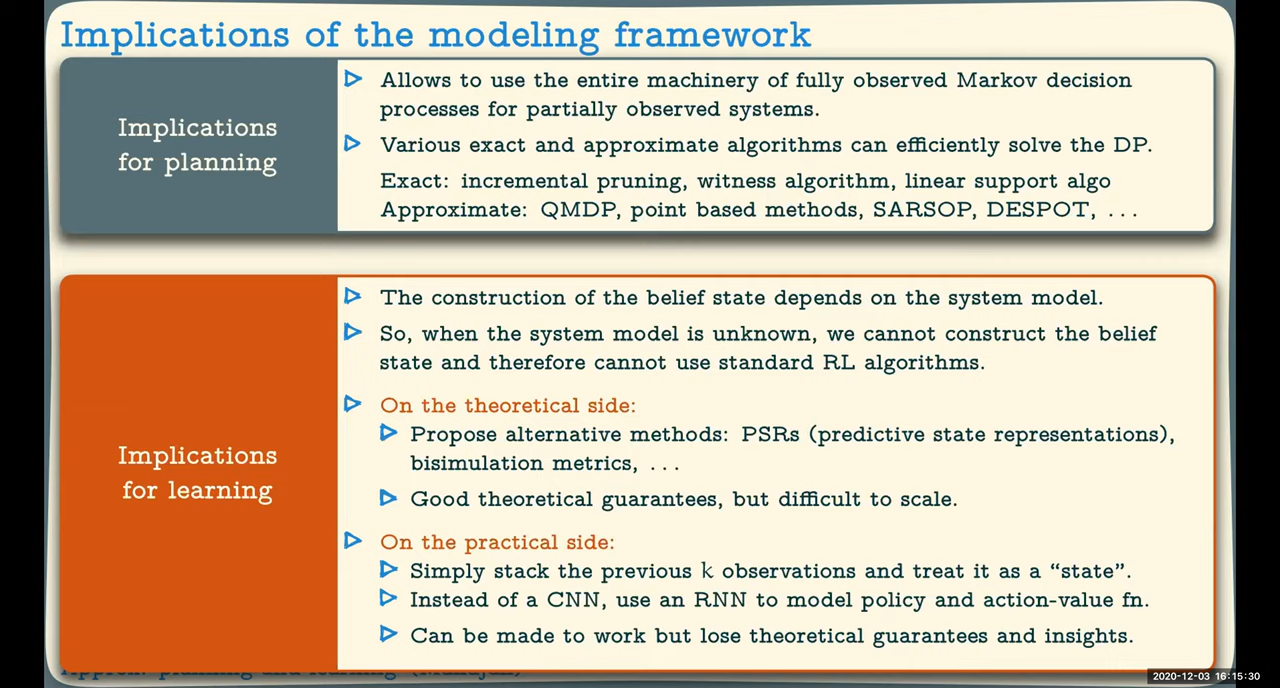 Implications of the modeling framework
Implications
for planning
Allows to use the entire machinery of fully observed Markov decision
processes for partially observed systems.
Various exact and approximate algorithms can efficiently solve the DP.
Exact: incremental pruning, witness algorithm, linear support algo
Approximate: QMDP, point based methods, SARSOP, DESPOT, ...
Implications
for learning
The construction of the belief state depends on the system model.
So, when the system model is unknown, we cannot construct the belief
state and therefore cannot use standard RL algorithms.
On the theoretical side:
Propose alternative methods: PSRs (predictive state representations),
bisimulation metrics, ...
Good theoretical guarantees, but difficult to scale.
On the practical side:
Simply stack the previous k observations and treat it as a “state”.
Instead of a CNN, use an RNN to model policy and action-value fn.
Can be made to work but lose theoretical guarantees and insights.
2020-12-03 16:15:30